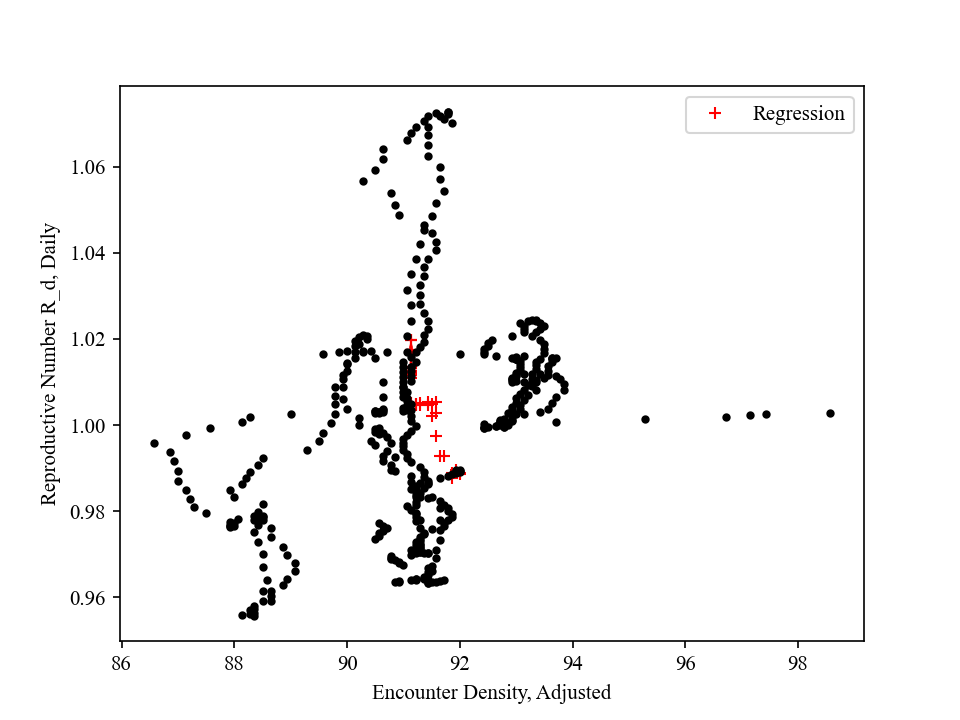 Regression
1.06
1.04
1.02
1.00
0.98
0.96
Reproductive Number R_d, Daily
86 88 90 92 94 96 98
Encounter Density, Adjusted